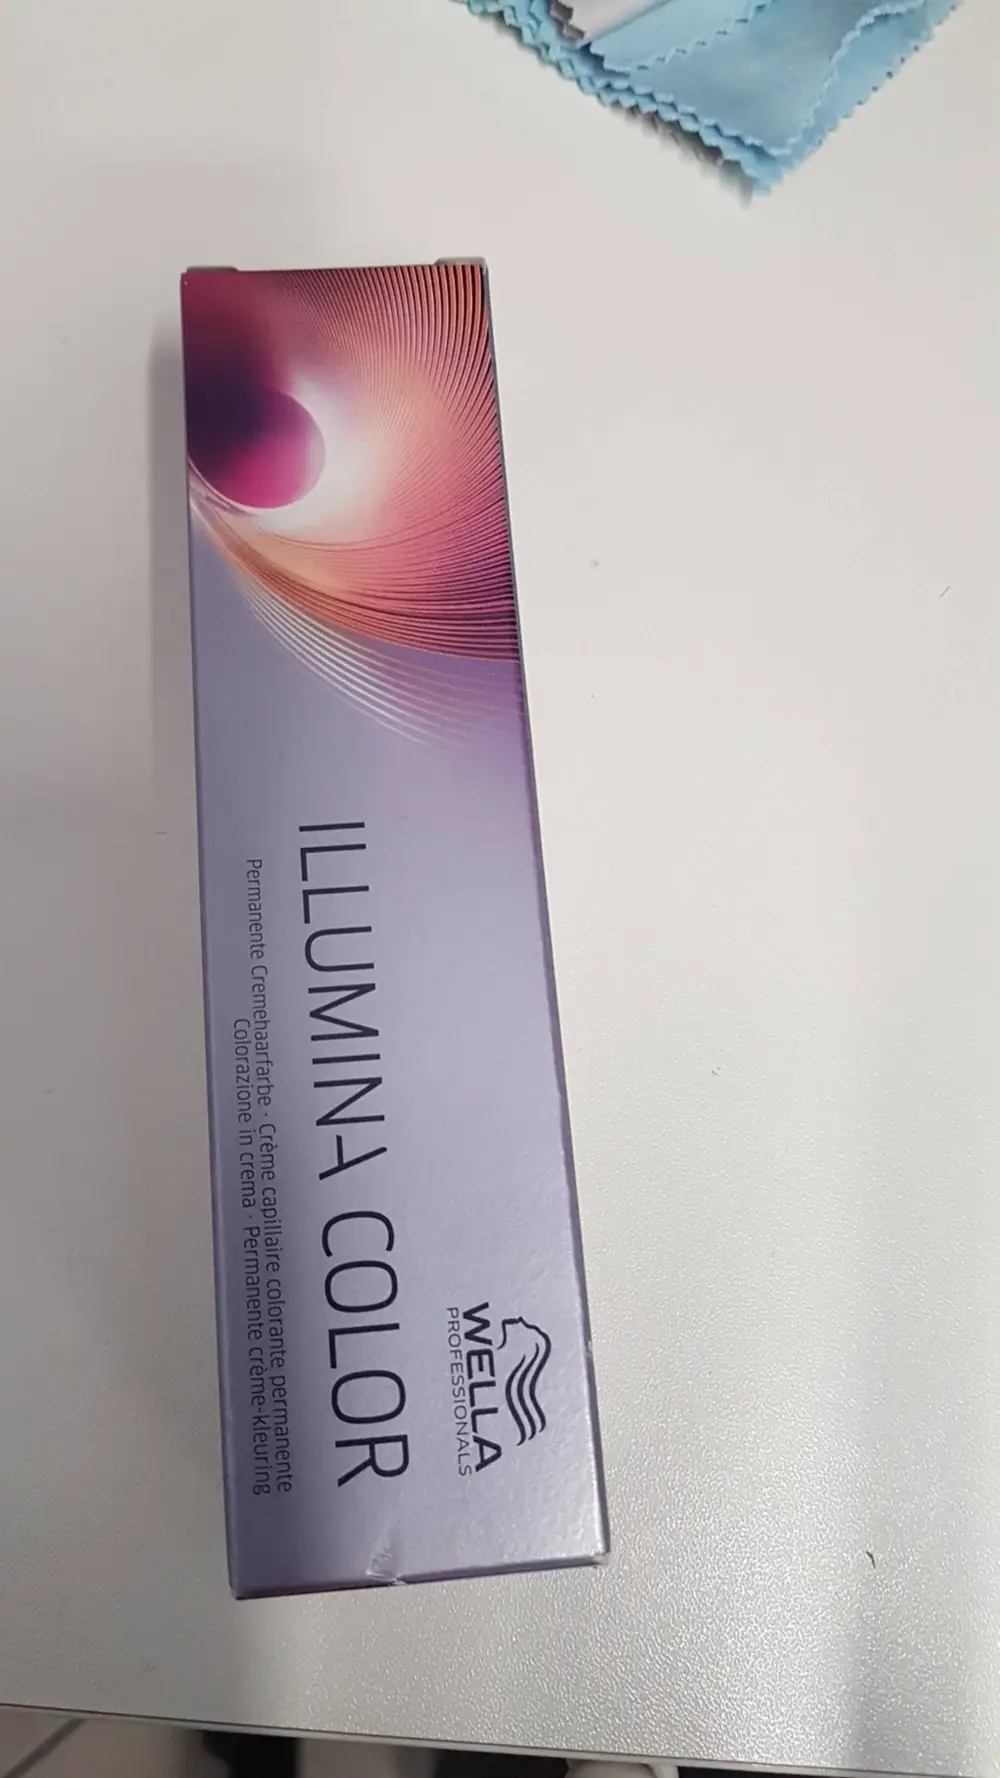 WELLA
PROFESSIONALS
ILLUMINA COLOR
Permanente Cremehaarfarbe · Crème capillaire colorante permanente
Colorazione in crema · Permanente crème-kleuring